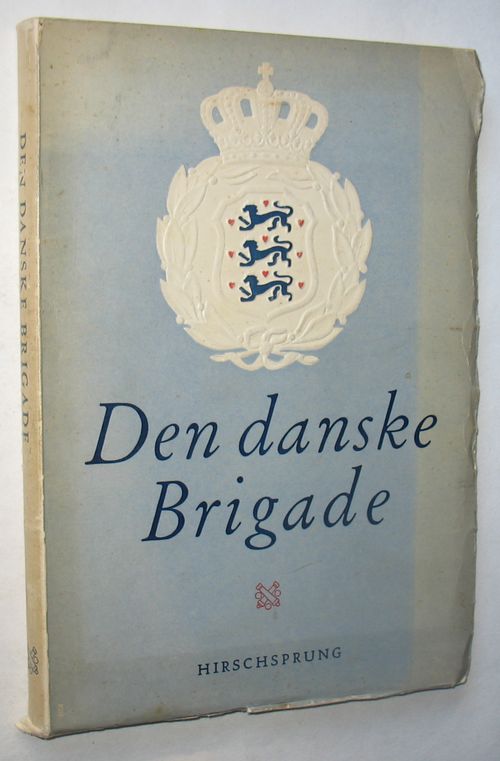 DEN DANSKE BRIGADE
Den danske
Brigade
HIRSCHSPRUNG